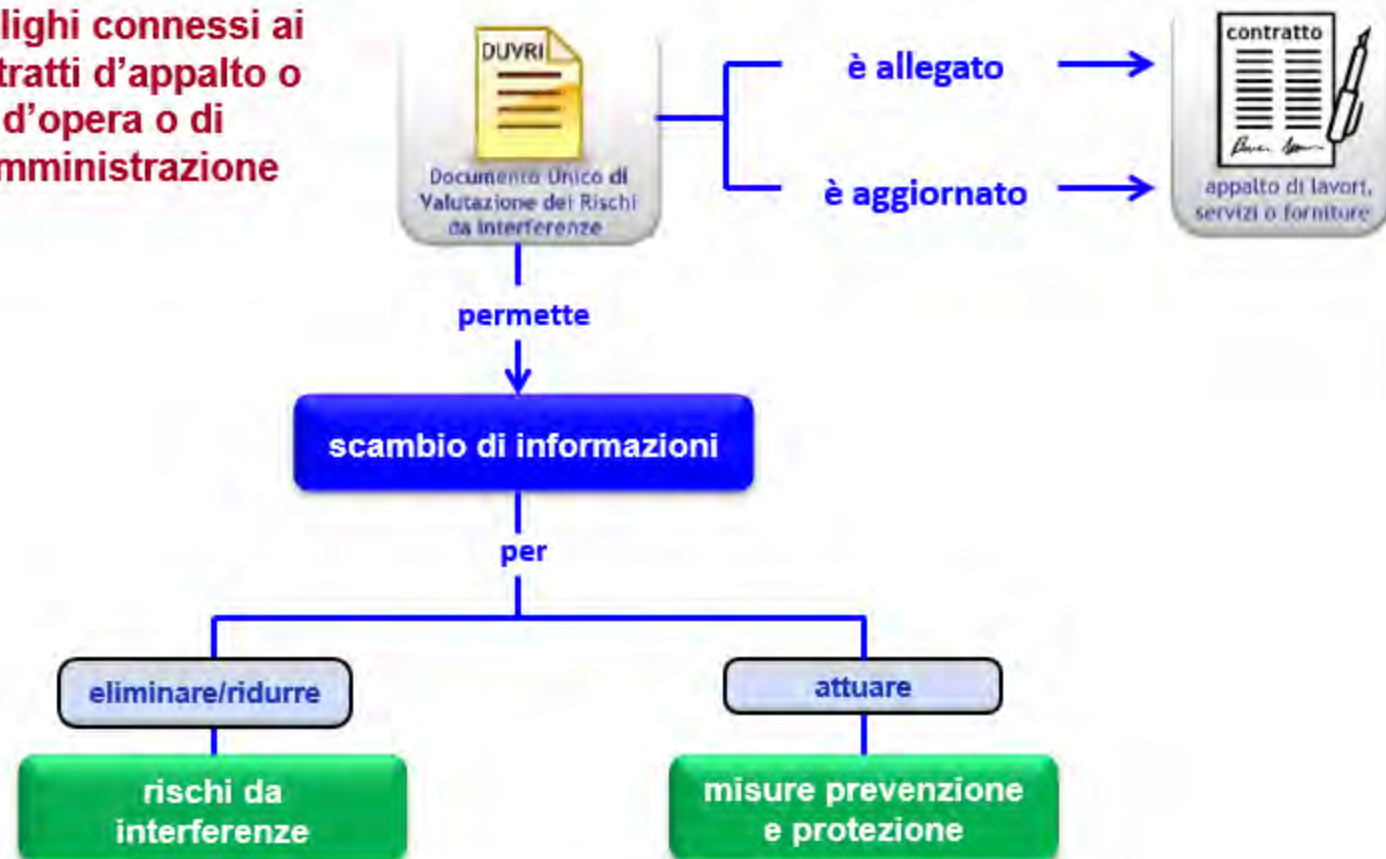 lighi connessi ai
tratti d'appalto o
d'opera o di
mministrazione
DUVRI
Documento Unico di
Valutazione dei Rischi
da Interferenze
è allegato
è aggiornato
contratto
appalto di lavori,
servizi o forniture
permette
scambio di informazioni
per
eliminare/ridurre
attuare
rischi da
interferenze
misure prevenzione
e protezione